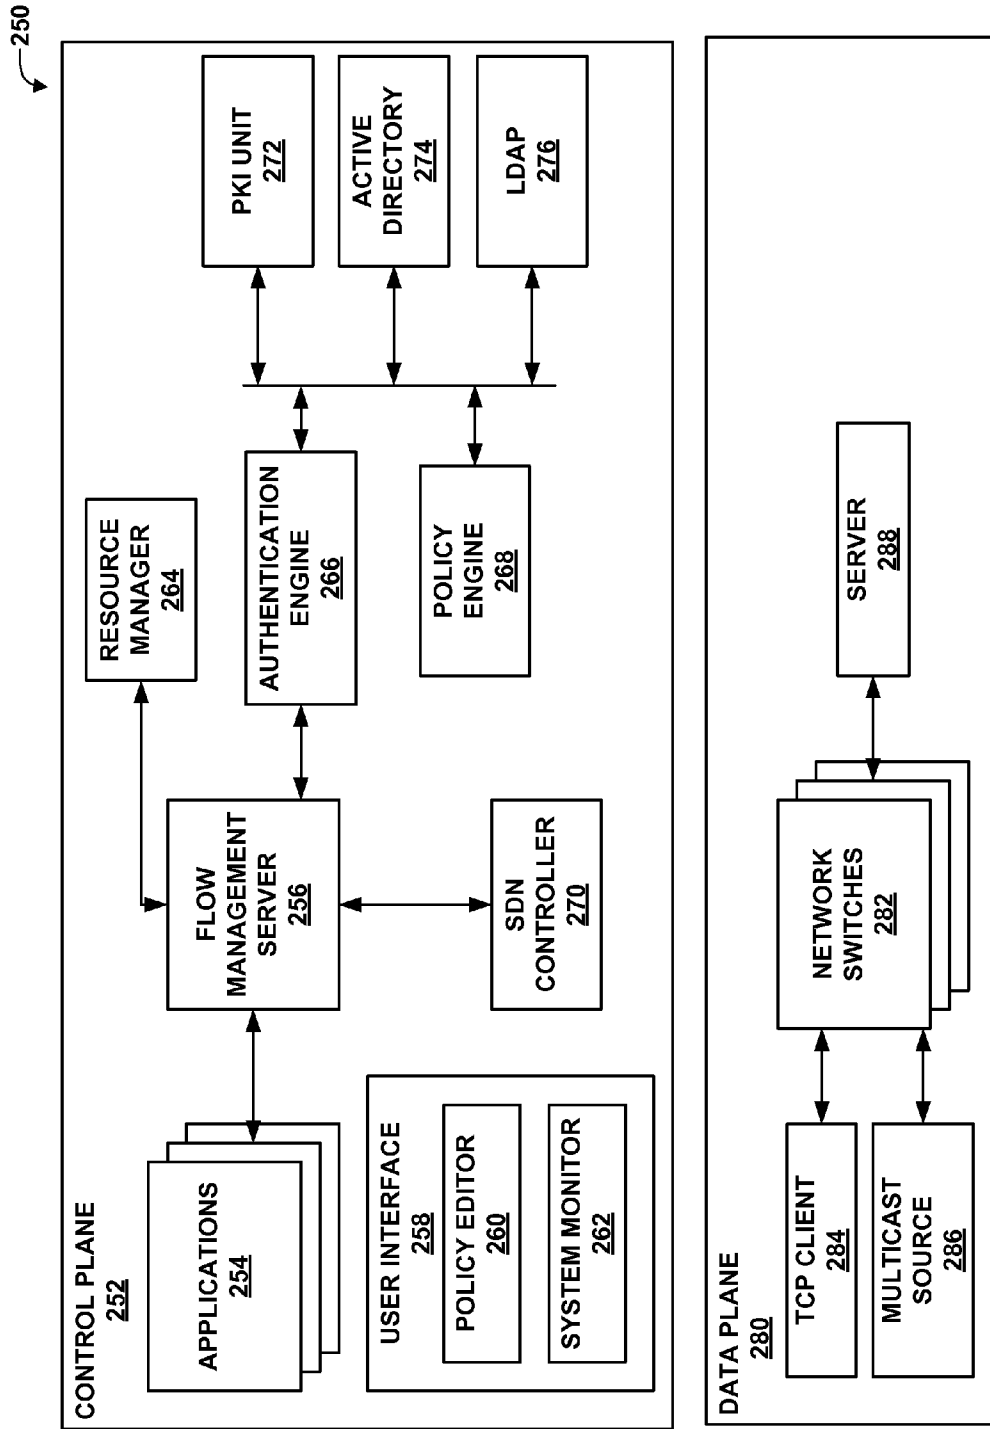 250
CONTROL PLANE
252
APPLICATIONS
254
USER INTERFACE
258
POLICY EDITOR
260
SYSTEM MONITOR
262
FLOW
MANAGEMENT
SERVER
256
SDN
CONTROLLER
270
RESOURCE
MANAGER
264
AUTHENTICATION
ENGINE
266
POLICY
ENGINE
268
PKI UNIT
272
ACTIVE
DIRECTORY
274
LDAP
276
DATA PLANE
280
TCP CLIENT
284
MULTICAST
SOURCE
286
NETWORK
SWITCHES
282
SERVER
288